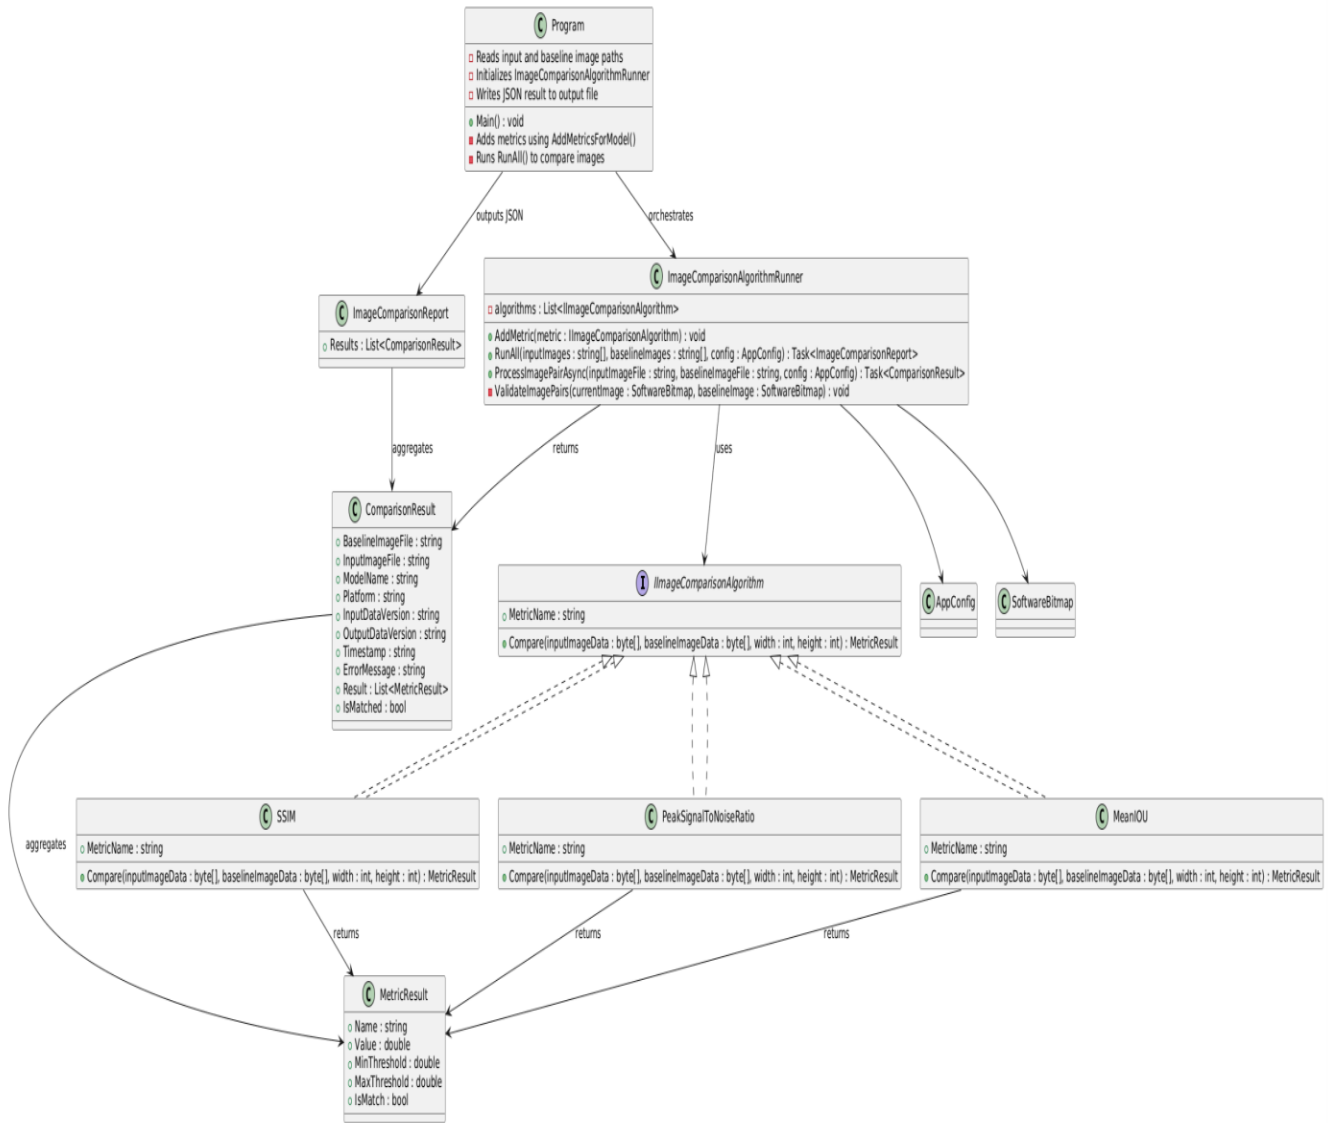 C Program
Reads input and baseline image paths
Initializes ImageComparisonAlgorithmRunner
Writes JSON result to output file
Main() : void
Adds metrics using AddMetricsForModel()
Runs RunAll() to compare images
outputs JSON
orchestrates
C ImageComparisonAlgorithmRunner
algorithms : List<IImageComparisonAlgorithm>
AddMetric(metric : IImageComparisonAlgorithm) : void
RunAll(inputImages : string[], baselineImages : string[], config : AppConfig) : Task<ImageComparisonReport>
ProcessImagePairAsync(inputImageFile : string, baselineImageFile : string, config : AppConfig) : Task<ComparisonResult>
ValidateImagePairs(currentImage : SoftwareBitmap, baselineImage : SoftwareBitmap) : void
C ImageComparisonReport
Results : List<ComparisonResult>
aggregates
returns
uses
C ComparisonResult
BaselineImageFile : string
InputImageFile : string
ModelName : string
Platform : string
InputDataVersion : string
OutputDataVersion : string
Timestamp : string
ErrorMessage : string
Result : List<MetricResult>
IsMatched : bool
I IImageComparisonAlgorithm
MetricName : string
Compare(inputImageData : byte[], baselineImageData : byte[], width : int, height : int) : MetricResult
C AppConfig
C SoftwareBitmap
aggregates
C SSIM
MetricName : string
Compare(inputImageData : byte[], baselineImageData : byte[], width : int, height : int) : MetricResult
C PeakSignalToNoiseRatio
MetricName : string
Compare(inputImageData : byte[], baselineImageData : byte[], width : int, height : int) : MetricResult
C MeanIOU
MetricName : string
Compare(inputImageData : byte[], baselineImageData : byte[], width : int, height : int) : MetricResult
returns
returns
returns
C MetricResult
Name : string
Value : double
MinThreshold : double
MaxThreshold : double
IsMatch : bool